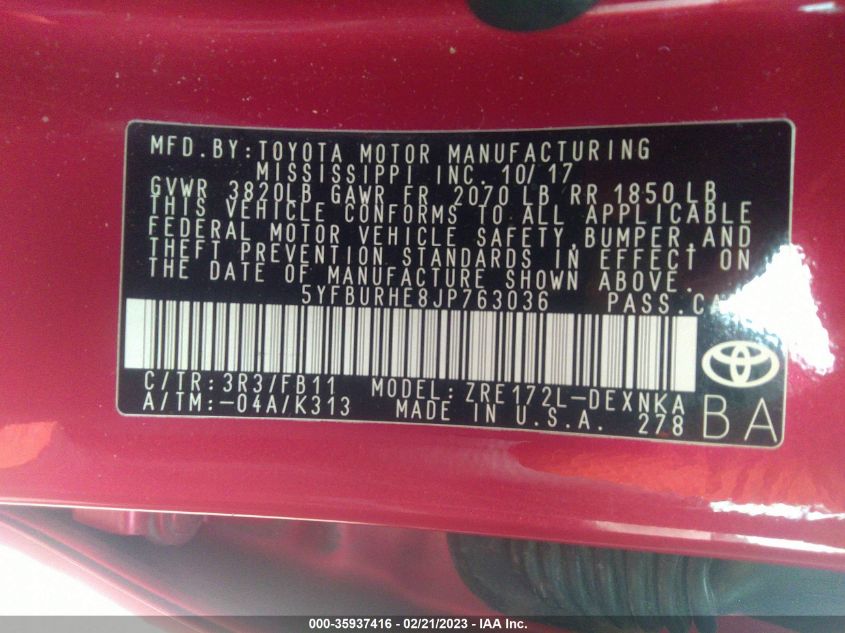 MFD.BY:TOYOTA MOTOR MANUFACTURING
MISSISSIPPI INC. 10/17
GVWR 3820LB GAWR FR 2070 LB RR 1850 LB
THIS VEHICLE CONFORMS TO ALL APPLICABLE
FEDERAL MOTOR VEHICLE SAFETY,BUMPER,AND
THEFT PREVENTION STANDARDS IN EFFECT ON
THE DATE OF MANUFACTURE SHOWN ABOVE.
5YFBURHE8JP763036 PASS.CA
C/TR:3R3/FB11 MODEL:ZRE172L-DEXNKA
A/TM:-04A/K313 MADE IN U.S.A. 278
BA
000-35937416 - 02/21/2023 - IAA Inc.